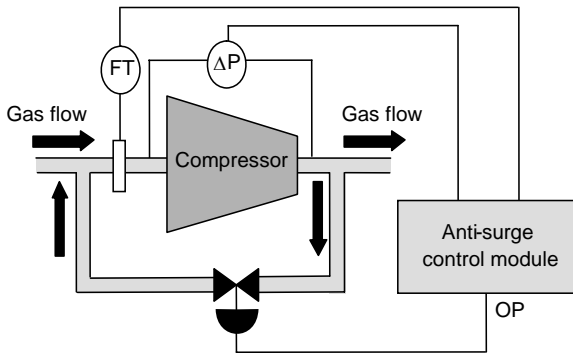 FT
ΔP
Gas flow
Gas flow
Compressor
Anti-surge
control module
OP